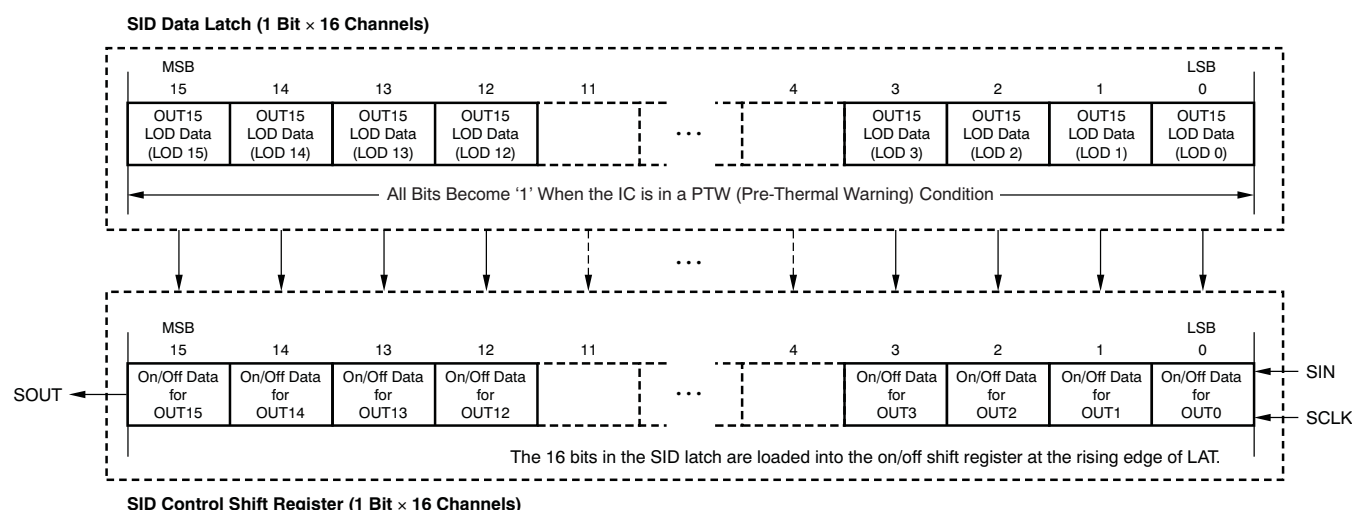 SID Data Latch (1 Bit × 16 Channels)
MSB LSB
15 14 13 12 11 4 3 2 1 0
OUT15 OUT15 OUT15 OUT15 OUT15 OUT15 OUT15 OUT15
LOD Data LOD Data LOD Data LOD Data ••• LOD Data LOD Data LOD Data LOD Data
(LOD 15) (LOD 14) (LOD 13) (LOD 12) (LOD 3) (LOD 2) (LOD 1) (LOD 0)
All Bits Become ‘1’ When the IC is in a PTW (Pre-Thermal Warning) Condition
•••
MSB LSB
15 14 13 12 11 4 3 2 1 0
On/Off Data On/Off Data On/Off Data On/Off Data On/Off Data On/Off Data On/Off Data On/Off Data SIN
SOUT for for for for ••• for for for for
OUT15 OUT14 OUT13 OUT12 OUT3 OUT2 OUT1 OUT0 SCLK
The 16 bits in the SID latch are loaded into the on/off shift register at the rising edge of LAT.
SID Control Shift Register (1 Bit × 16 Channels)